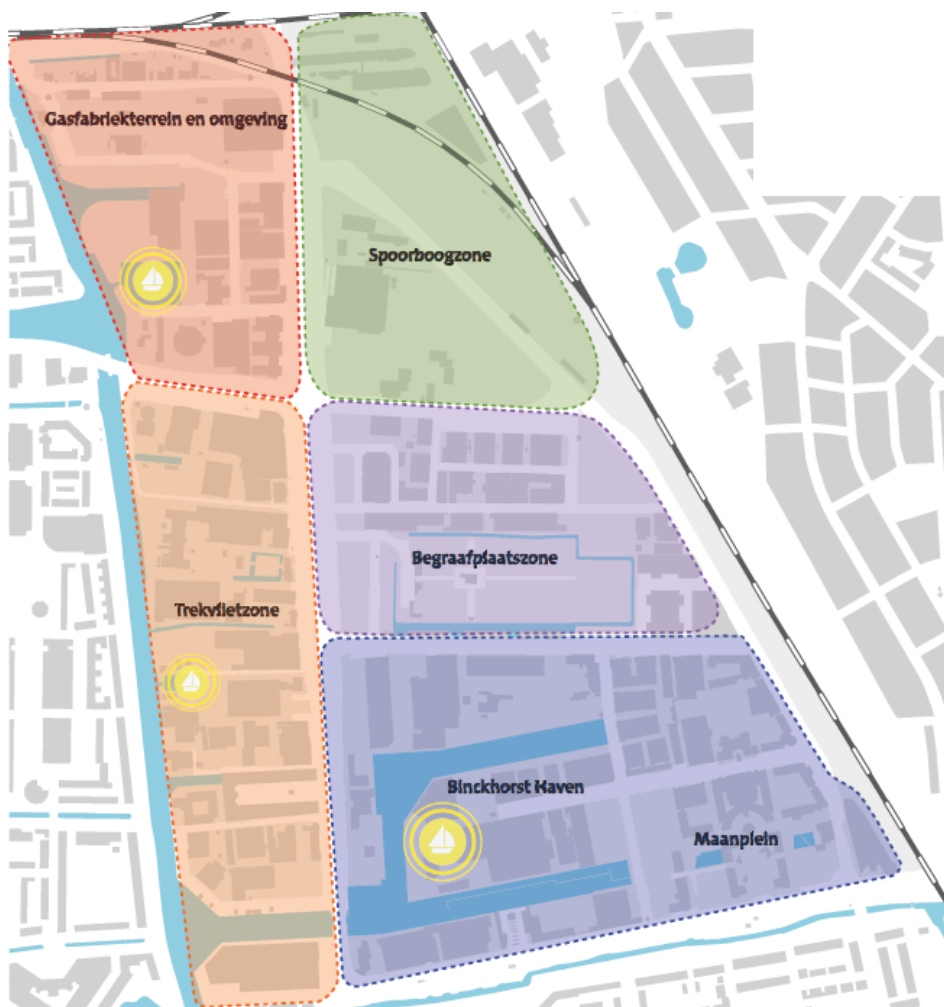 Gasfabriekterrein en omgeving
Spoorboogzone
Begraafplaatszone
Trekvlietzone
Binckhorst Haven
Maanplein